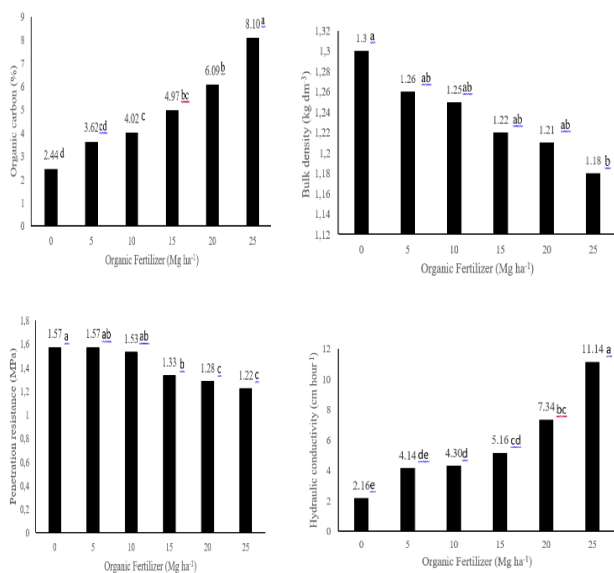 Organic carbon (%)
9
8
7
6
5
4
3
2
1
0
2.44 d
3.62 cd
4.02 c
4.97 bc
6.09 b
8.10 a
0 5 10 15 20 25
Organic Fertilizer (Mg ha-1)
Bulk density (kg dm-3)
1,32
1,3
1,28
1,26
1,24
1,22
1,2
1,18
1,16
1,14
1,12
1.3 a
1.26 ab
1.25 ab
1.22 ab
1.21 ab
1.18 b
0 5 10 15 20 25
Organic Fertilizer (Mg ha-1)
Penetration resistance (MPa)
1,8
1,6
1,4
1,2
1
0,8
0,6
0,4
0,2
0
1.57 a
1.57 ab
1.53 ab
1.33 b
1.28 c
1.22 c
0 5 10 15 20 25
Organic Fertilizer (Mg ha-1)
Hydraulic conductivity (cm hour-1)
12
10
8
6
4
2
0
2.16 e
4.14 de
4.30 d
5.16 cd
7.34 bc
11.14 a
0 5 10 15 20 25
Organic Fertilizer (Mg ha-1)